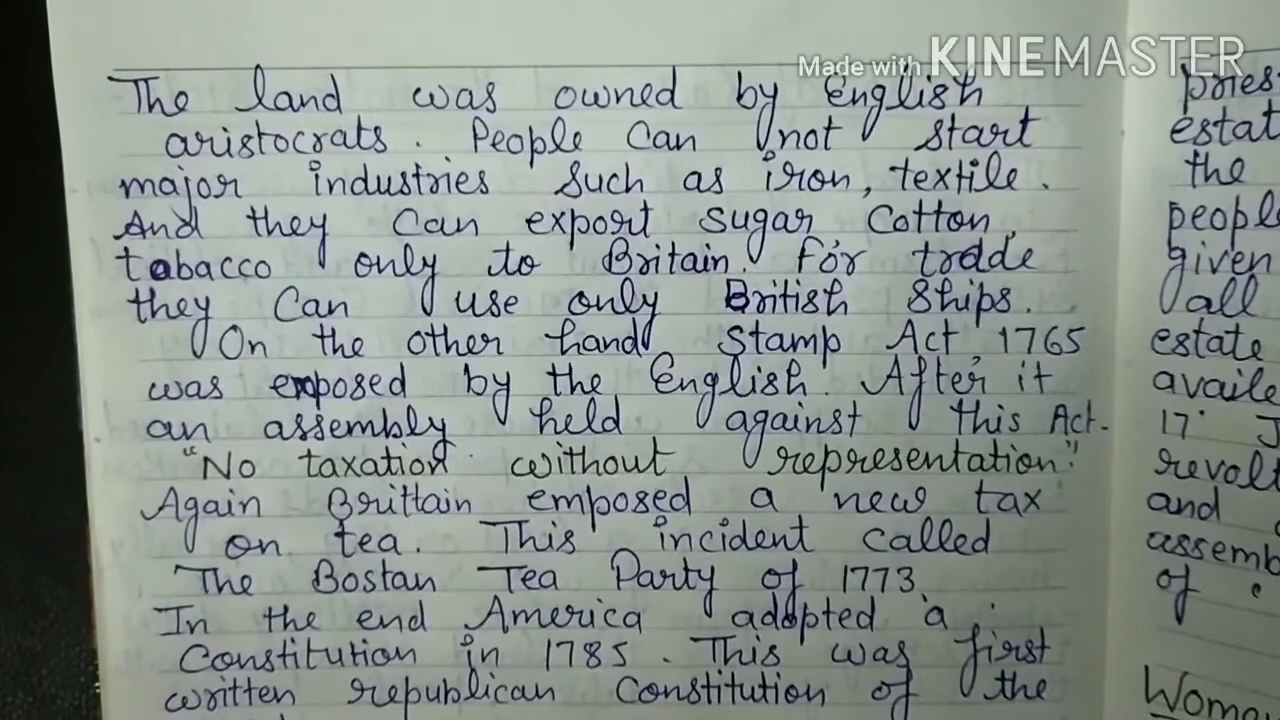 Made with KINEMASTER
The land was owned by English
aristocrats. People Can not start
major industries Such as iron, textile.
And they Can export sugar Cotton,
tobacco only to Britain. For trade
they Can use only British Ships.
On the other hand Stamp Act, 1765
was emposed by the English. After it
an assembly held against this Act.
"No taxation without representation."
Again Brittain emposed a new tax
on tea. This incident called
The Bostan Tea Party of 1773.
In the end America adopted a
Constitution in 1785. This was first
written republican Constitution of the
pries
estat
the
people
given
all
estate
availe
17 J
revolt
and
assemb
of
Woma